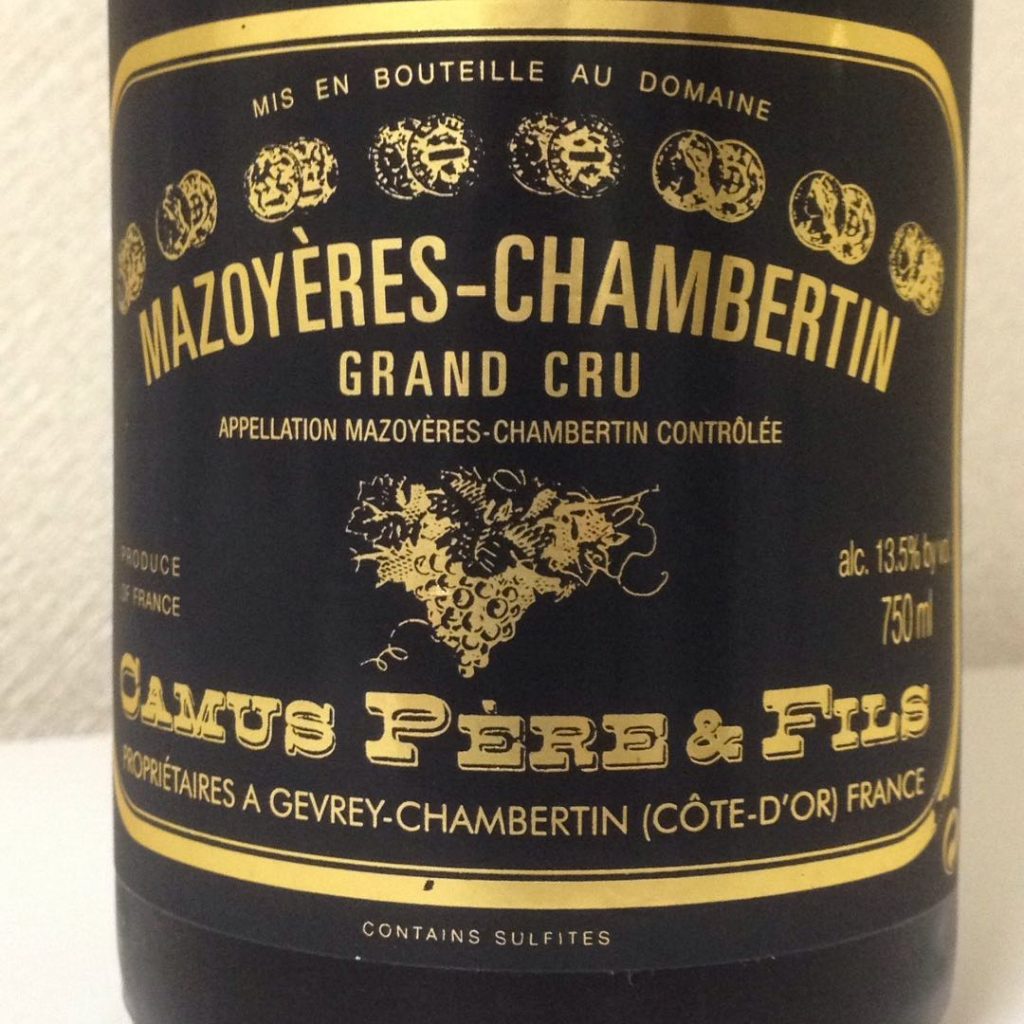 MIS EN BOUTEILLE AU DOMAINE
MAZOYÈRES-CHAMBERTIN
GRAND CRU
APPELLATION MAZOYÈRES-CHAMBERTIN CONTRÔLÉE
PRODUCE
OF FRANCE
alc. 13.5% by
750 ml
CAMUS PÈRE & FILS
PROPRIÉTAIRES A GEVREY-CHAMBERTIN (CÔTE-D'OR) FRANCE
CONTAINS SULFITES